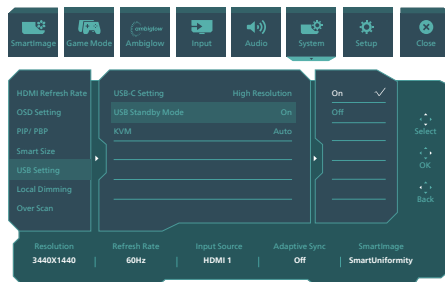 ambiglow
SmartImage Game Mode Ambiglow Input Audio System Setup Close
HDMI Refresh Rate USB-C Setting High Resolution On
OSD Setting USB Standby Mode On Off
PIP/ PBP KVM Auto
Select
Smart Size
OK
USB Setting
Local Dimming
Back
Over Scan
Resolution Refresh Rate Input Source Adaptive Sync SmartImage
3440X1440 | 60Hz | HDMI 1 | Off | SmartUniformity